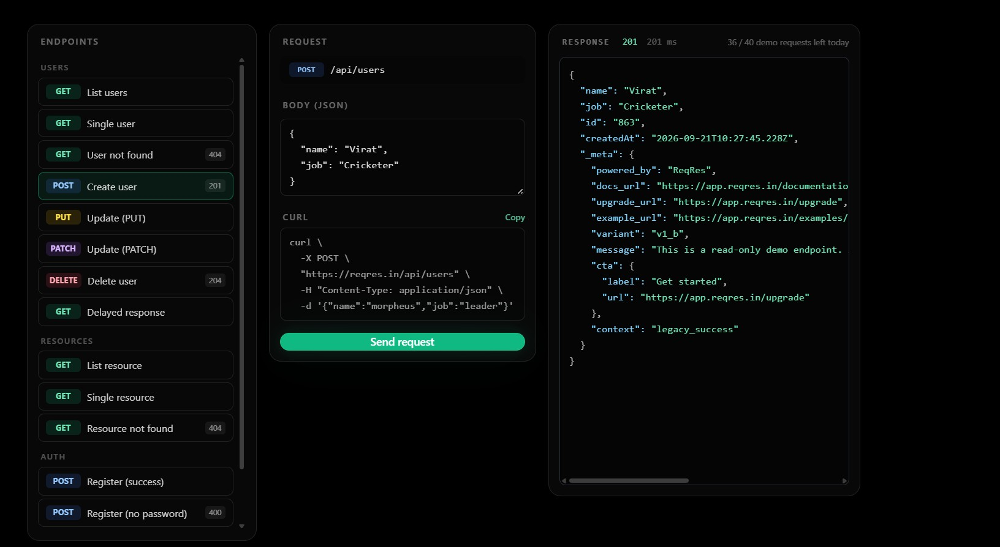 ENDPOINTS
USERS
GET List users
GET Single user
GET User not found 404
POST Create user 201
PUT Update (PUT)
PATCH Update (PATCH)
DELETE Delete user 204
GET Delayed response
RESOURCES
GET List resource
GET Single resource
GET Resource not found 404
AUTH
POST Register (success)
POST Register (no password) 400
REQUEST
POST /api/users
BODY (JSON)
{
"name": "Virat",
"job": "Cricketer"
}
CURL Copy
curl \
-X POST \
"https://reqres.in/api/users" \
-H "Content-Type: application/json" \
-d '{"name":"morpheus","job":"leader"}'
Send request
RESPONSE 201 201 ms 36 / 40 demo requests left today
{
"name": "Virat",
"job": "Cricketer",
"id": "863",
"createdAt": "2026-09-21T10:27:45.228Z",
"_meta": {
"powered_by": "ReqRes",
"docs_url": "https://app.reqres.in/documentatio
"upgrade_url": "https://app.reqres.in/upgrade",
"example_url": "https://app.reqres.in/examples/
"variant": "v1_b",
"message": "This is a read-only demo endpoint.
"cta": {
"label": "Get started",
"url": "https://app.reqres.in/upgrade"
},
"context": "legacy_success"
}
}